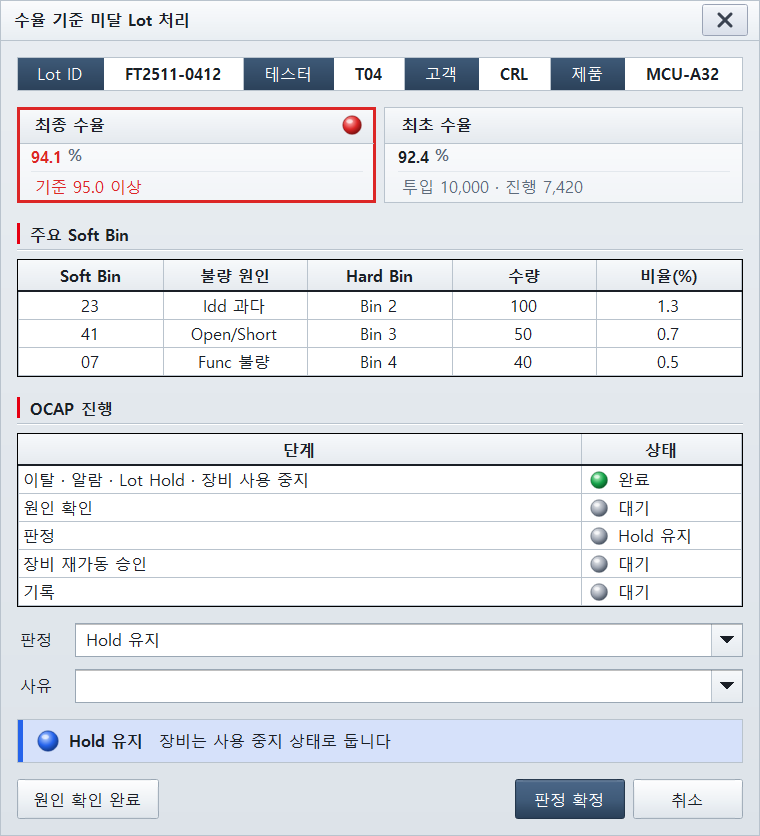 수율 기준 미달 Lot 처리
Lot ID FT2511-0412 테스터 T04 고객 CRL 제품 MCU-A32
최종 수율
94.1 %
기준 95.0 이상
최초 수율
92.4 %
투입 10,000 · 진행 7,420
주요 Soft Bin
Soft Bin 불량 원인 Hard Bin 수량 비율(%)
23 Idd 과다 Bin 2 100 1.3
41 Open/Short Bin 3 50 0.7
07 Func 불량 Bin 4 40 0.5
OCAP 진행
단계 상태
이탈 · 알람 · Lot Hold · 장비 사용 중지 완료
원인 확인 대기
판정 Hold 유지
장비 재가동 승인 대기
기록 대기
판정 Hold 유지
사유
Hold 유지 장비는 사용 중지 상태로 둡니다
원인 확인 완료 판정 확정 취소